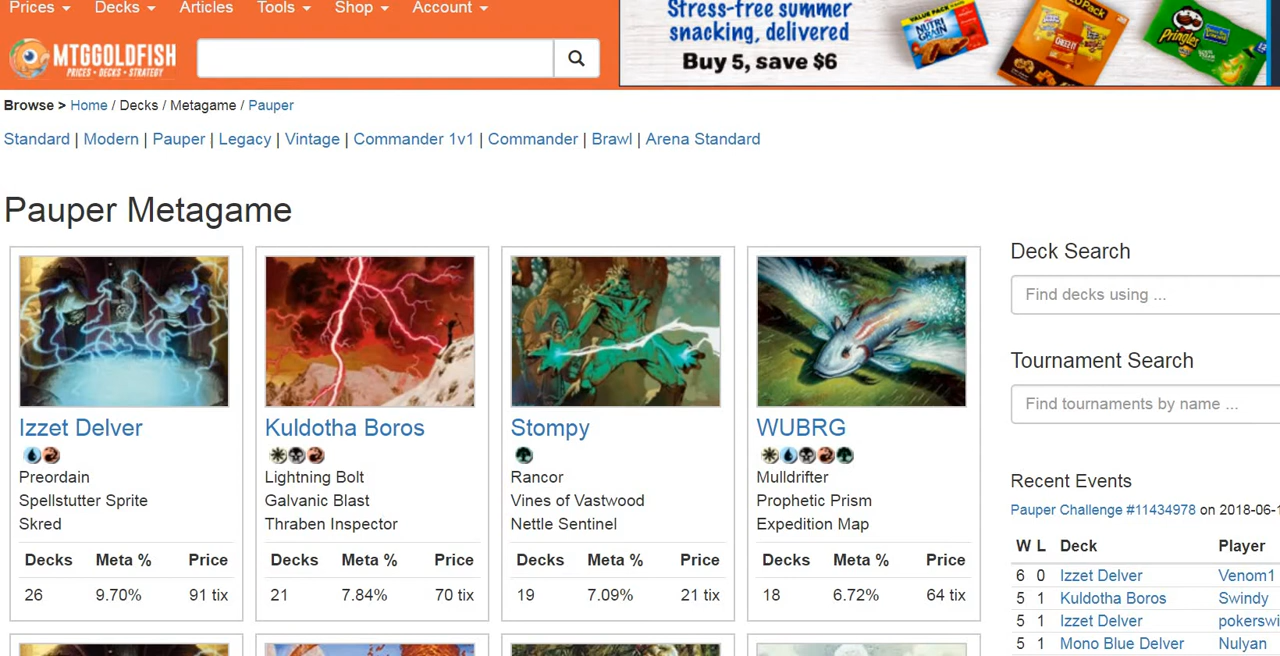 Prices Decks Articles Tools Shop Account
Stress-free summer
snacking, delivered
Buy 5, save $6
VALUE PACK
NUTRI
GRAIN
CHEEZ-IT
Pringles
MTGGOLDFISH
PRICES • DECKS • STRATEGY
Browse > Home / Decks / Metagame / Pauper
Standard | Modern | Pauper | Legacy | Vintage | Commander 1v1 | Commander | Brawl | Arena Standard
Pauper Metagame
Izzet Delver
Preordain
Spellstutter Sprite
Skred
Decks Meta % Price
26 9.70% 91 tix
Kuldotha Boros
Lightning Bolt
Galvanic Blast
Thraben Inspector
Decks Meta % Price
21 7.84% 70 tix
Stompy
Rancor
Vines of Vastwood
Nettle Sentinel
Decks Meta % Price
19 7.09% 21 tix
WUBRG
Mulldrifter
Prophetic Prism
Expedition Map
Decks Meta % Price
18 6.72% 64 tix
Deck Search
Find decks using ...
Tournament Search
Find tournaments by name ...
Recent Events
Pauper Challenge #11434978 on 2018-06-1
W L Deck Player
6 0 Izzet Delver Venom1
5 1 Kuldotha Boros Swindy
5 1 Izzet Delver pokerswi
5 1 Mono Blue Delver Nulyan